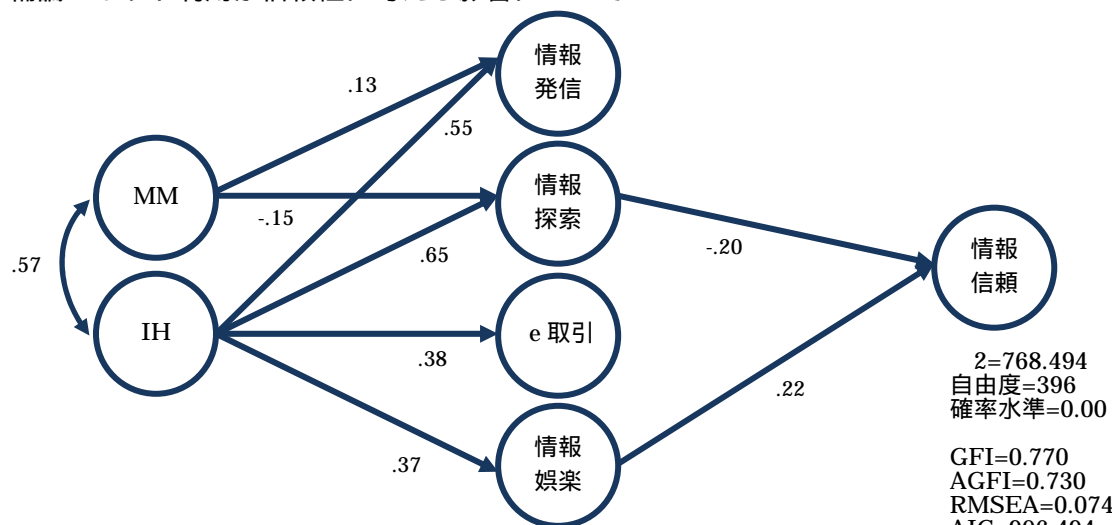 情報
発信
.13
.55
MM
情報
探索
-.15
.65
-.20
.57
情報
信頼
IH
e 取引
.38
.22
情報
娯楽
.37
2=768.494
自由度=396
確率水準=0.00
GFI=0.770
AGFI=0.730
RMSEA=0.074